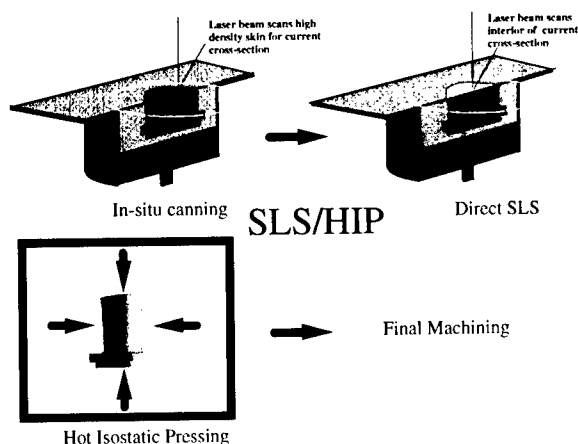 Laser beam scans high
density skin for current
cross-section
Laser beam scans
interior of current
cross-section
In-situ canning
Direct SLS
SLS/HIP
Final Machining
Hot Isostatic Pressing